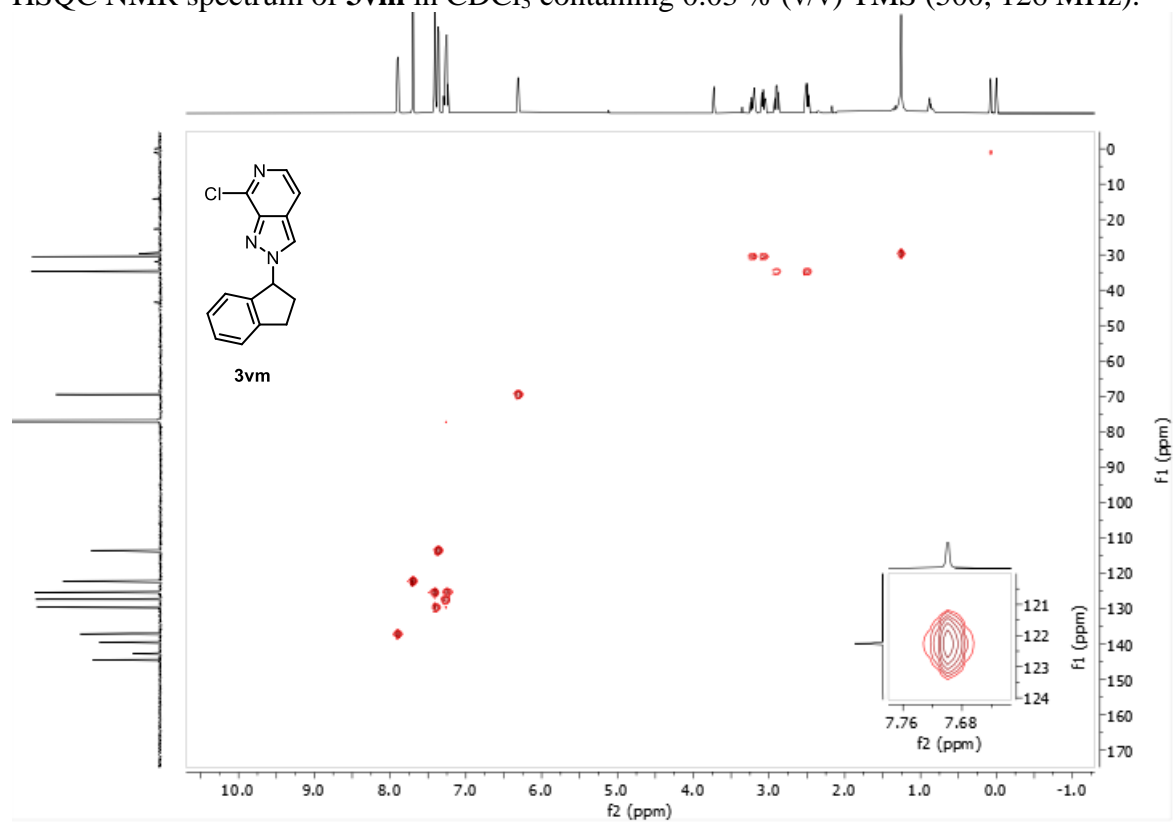 HSQC NMR spectrum of 3vm in CDCl₃ containing 0.03 % (v/v) TMS (500, 126 MHz).
N
Cl
N
N
3vm
0
10
20
30
40
50
60
70
80
90
100
110
120
130
140
150
160
170
f1 (ppm)
121
122
123
124
f1 (ppm)
7.76 7.68
f2 (ppm)
10.0 9.0 8.0 7.0 6.0 5.0 4.0 3.0 2.0 1.0 0.0 -1.0
f2 (ppm)